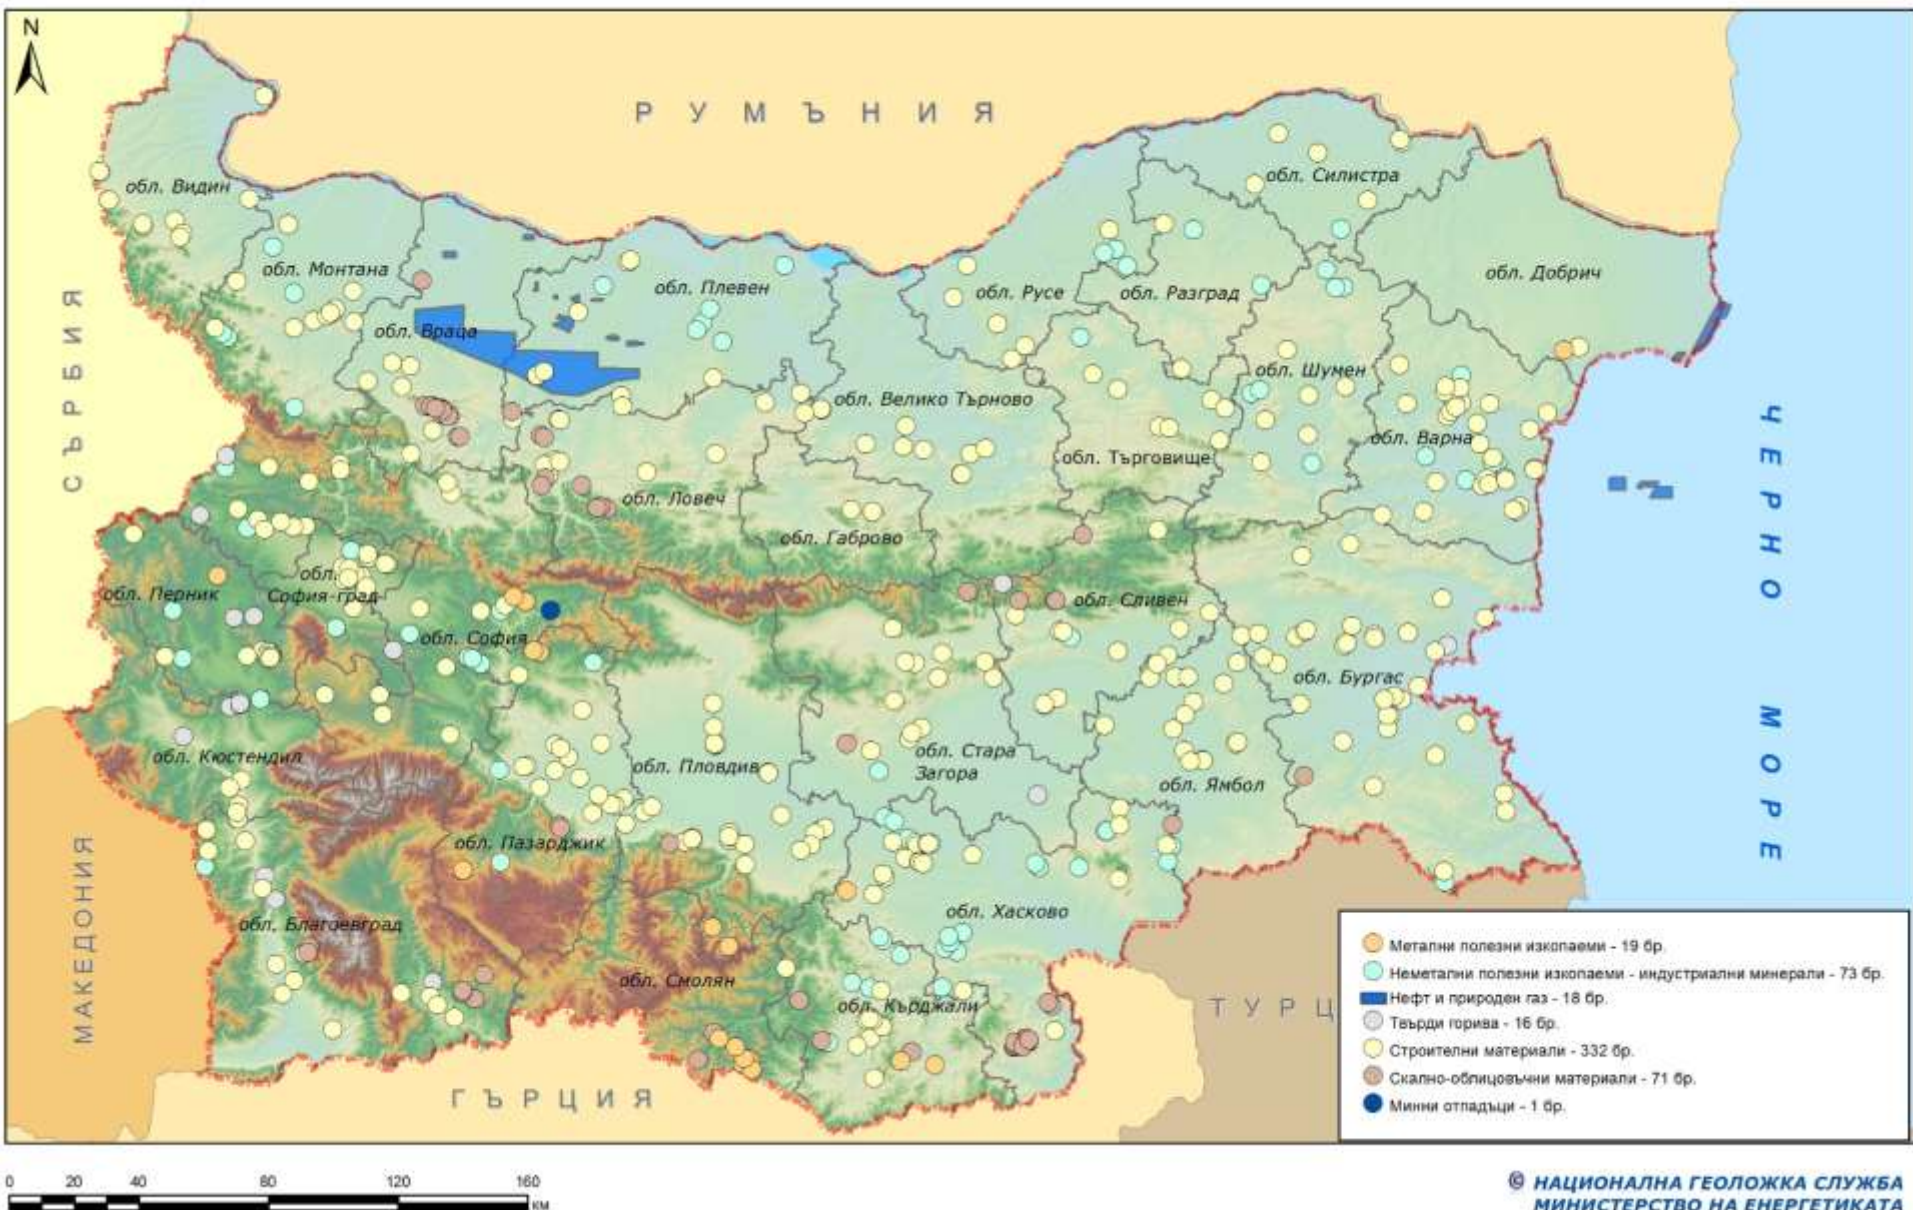 N
РУМЪНИЯ
СЪРБИЯ
МАКЕДОНИЯ
ГЪРЦИЯ
ТУРЦ
ЧЕРНО МОРЕ
обл. Видин
обл. Монтана
обл. Враца
обл. Плевен
обл. Русе
обл. Разград
обл. Силистра
обл. Добрич
обл. Шумен
обл. Варна
обл. Търговище
обл. Велико Търново
обл. Ловеч
обл. Габрово
обл. Перник
обл.
София-град
обл. София
обл. Сливен
обл. Бургас
обл. Кюстендил
обл. Пловдив
обл. Стара
Загора
обл. Ямбол
обл. Пазарджик
обл. Благоевград
обл. Хасково
обл. Смолян
обл. Кърджали
Метални полезни изкопаеми - 19 бр.
Неметални полезни изкопаеми - индустриални минерали - 73 бр.
Нефт и природен газ - 18 бр.
Твърди горива - 16 бр.
Строителни материали - 332 бр.
Скално-облицовъчни материали - 71 бр.
Минни отпадъци - 1 бр.
0 20 40 80 120 160
км
© НАЦИОНАЛНА ГЕОЛОЖКА СЛУЖБА
МИНИСТЕРСТВО НА ЕНЕРГЕТИКАТА